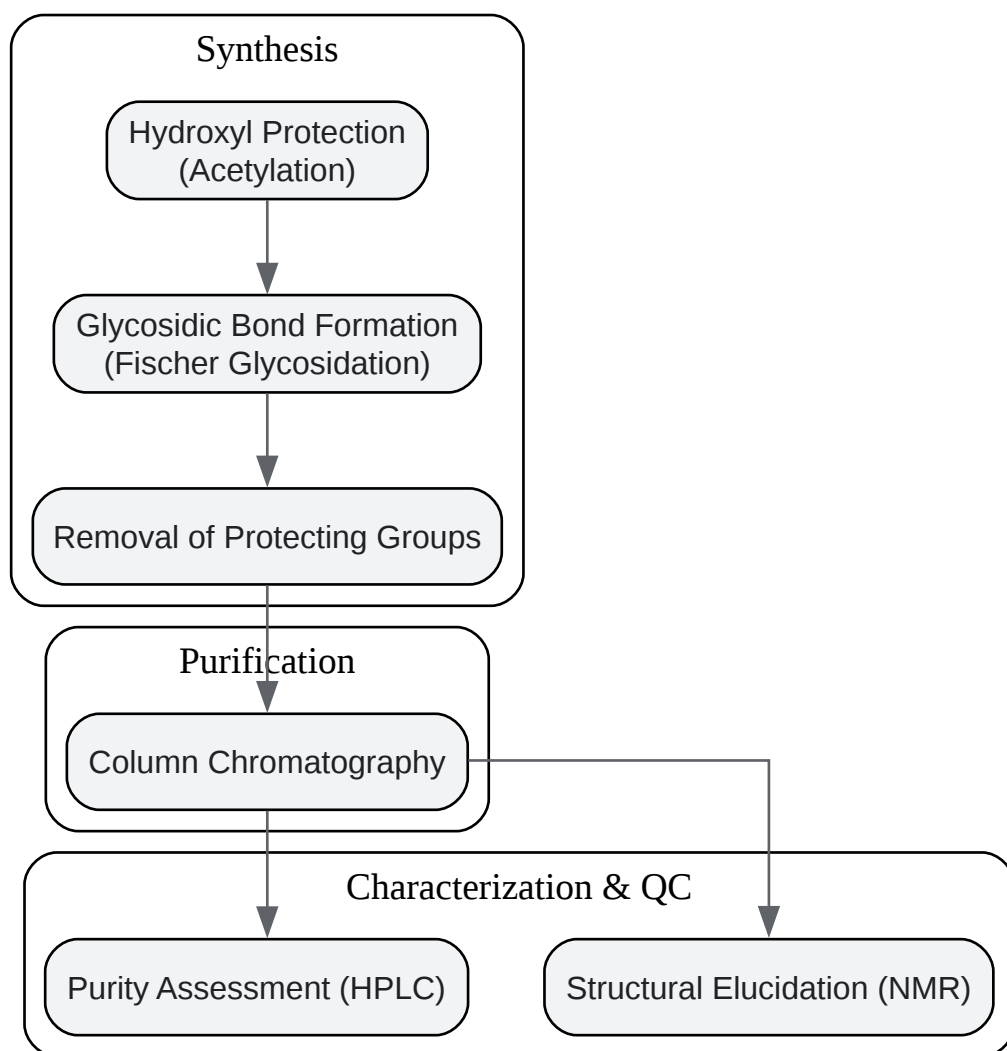 Synthesis
Hydroxyl Protection
(Acetylation)
Glycosidic Bond Formation
(Fischer Glycosidation)
Removal of Protecting Groups
Purification
Column Chromatography
Characterization & QC
Purity Assessment (HPLC)
Structural Elucidation (NMR)